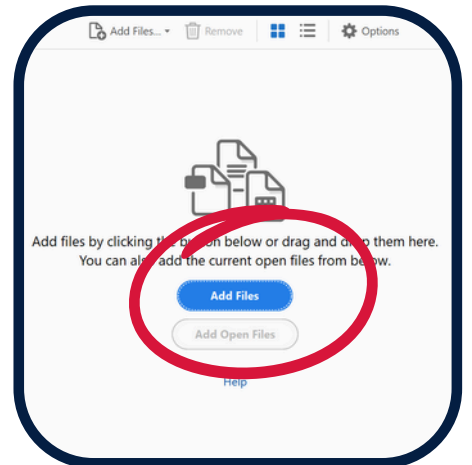 Add Files... Remove Options
Add files by clicking the button below or drag and drop them here.
You can also add the current open files from below.
Add Files
Add Open Files
Help